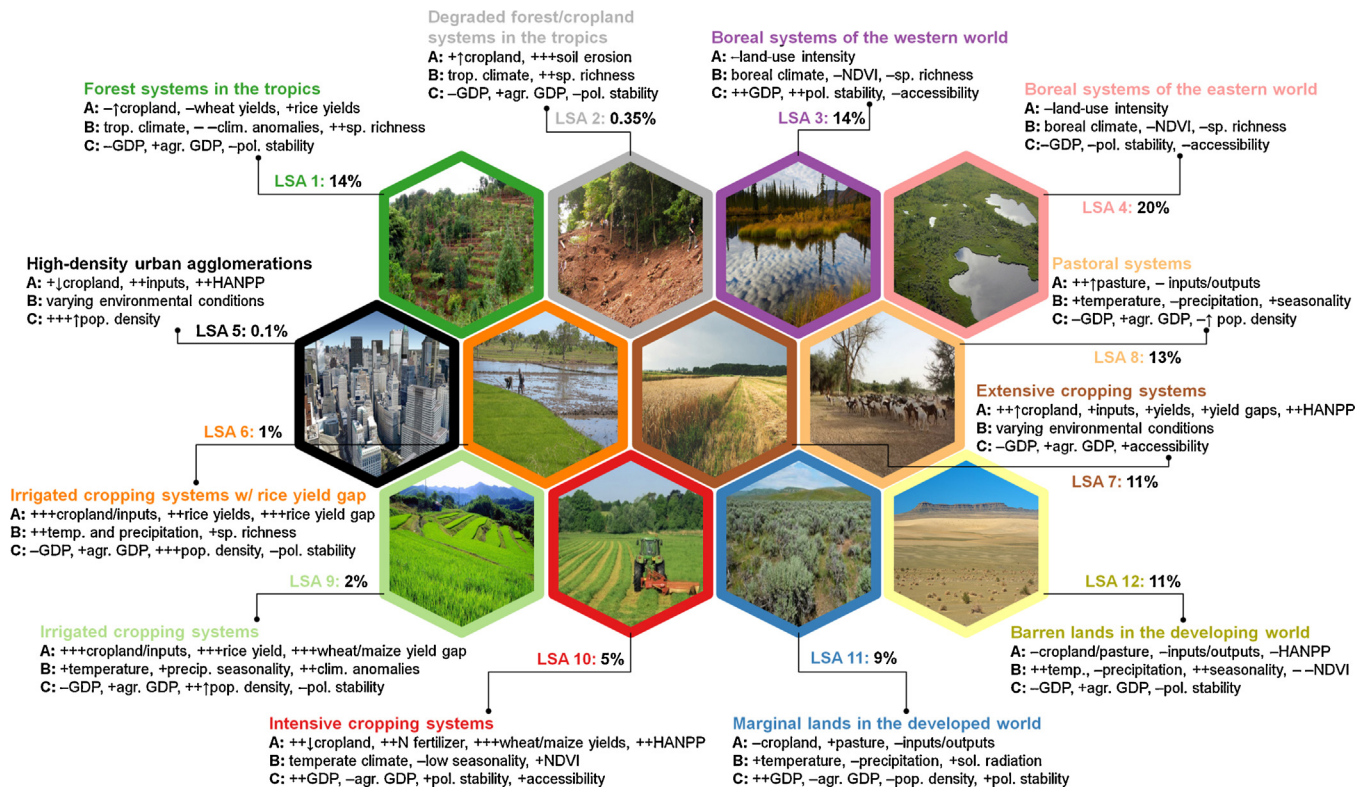 Degraded forest/cropland
systems in the tropics
A: +↑cropland, +++soil erosion
B: trop. climate, ++sp. richness
C: –GDP, +agr. GDP, –pol. stability
LSA 2: 0.35%
Boreal systems of the western world
A: –land-use intensity
B: boreal climate, –NDVI, –sp. richness
C: ++GDP, ++pol. stability, –accessibility
LSA 3: 14%
Forest systems in the tropics
A: –↑cropland, –wheat yields, +rice yields
B: trop. climate, – –clim. anomalies, ++sp. richness
C: –GDP, +agr. GDP, –pol. stability
LSA 1: 14%
Boreal systems of the eastern world
A: –land-use intensity
B: boreal climate, –NDVI, –sp. richness
C:–GDP, –pol. stability, –accessibility
LSA 4: 20%
High-density urban agglomerations
A: +↓cropland, ++inputs, ++HANPP
B: varying environmental conditions
C: +++↑pop. density
LSA 5: 0.1%
Pastoral systems
A: ++↑pasture, – inputs/outputs
B: +temperature, –precipitation, +seasonality
C: –GDP, +agr. GDP, –↑ pop. density
LSA 8: 13%
Extensive cropping systems
A: ++↑cropland, +inputs, +yields, +yield gaps, ++HANPP
B: varying environmental conditions
C: –GDP, +agr. GDP, +accessibility
LSA 7: 11%
LSA 6: 1%
Irrigated cropping systems w/ rice yield gap
A: +++cropland/inputs, ++rice yields, +++rice yield gap
B: ++temp. and precipitation, +sp. richness
C: –GDP, +agr. GDP, +++pop. density, –pol. stability
LSA 9: 2%
Irrigated cropping systems
A: +++cropland/inputs, +++rice yield, +++wheat/maize yield gap
B: +temperature, +precip. seasonality, ++clim. anomalies
C: –GDP, +agr. GDP, ++↑pop. density, –pol. stability
LSA 12: 11%
Barren lands in the developing world
A: –cropland/pasture, –inputs/outputs, –HANPP
B: ++temp., –precipitation, ++seasonality, – –NDVI
C: –GDP, +agr. GDP, –pol. stability
LSA 10: 5%
Intensive cropping systems
A: ++↓cropland, ++N fertilizer, +++wheat/maize yields, ++HANPP
B: temperate climate, –low seasonality, +NDVI
C: ++GDP, –agr. GDP, +pol. stability, +accessibility
LSA 11: 9%
Marginal lands in the developed world
A: –cropland, +pasture, –inputs/outputs
B: +temperature, –precipitation, +sol. radiation
C: ++GDP, –agr. GDP, –pop. density, +pol. stability